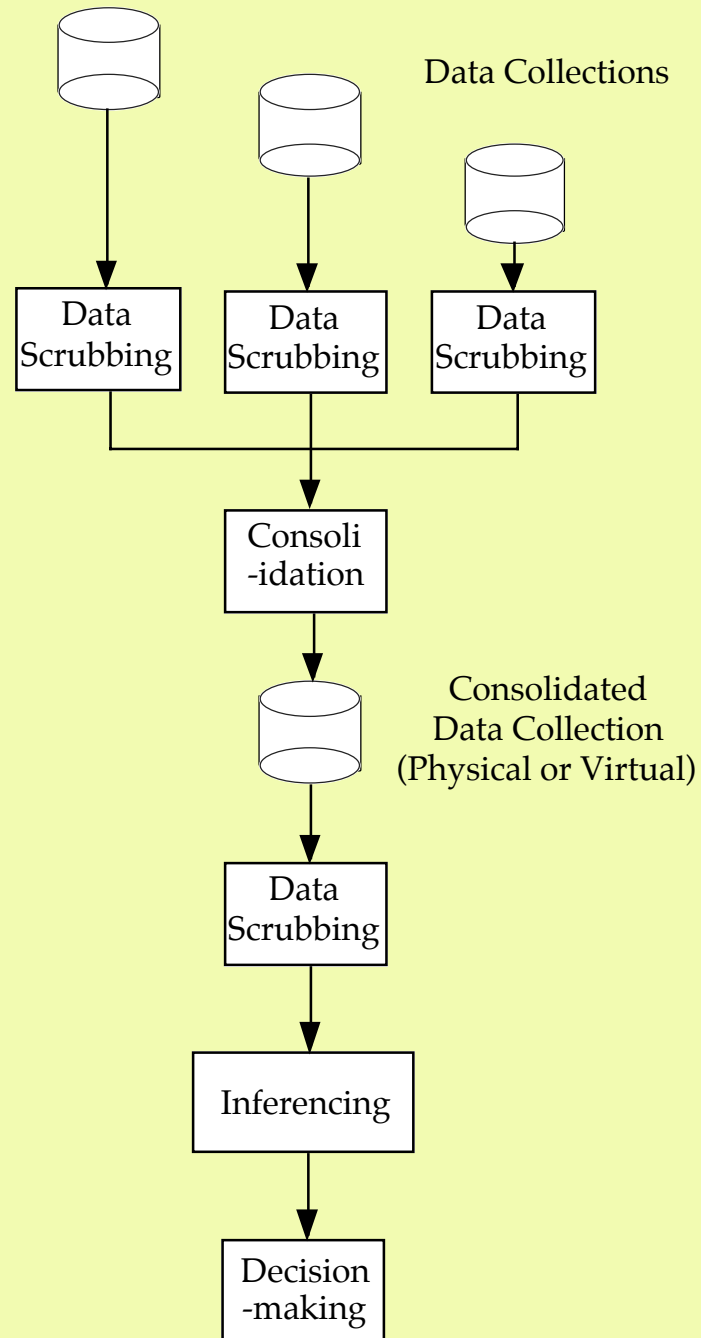 Data Collections
Data
Scrubbing
Data
Scrubbing
Data
Scrubbing
Consoli
-idation
Consolidated
Data Collection
(Physical or Virtual)
Data
Scrubbing
Inferencing
Decision
-making